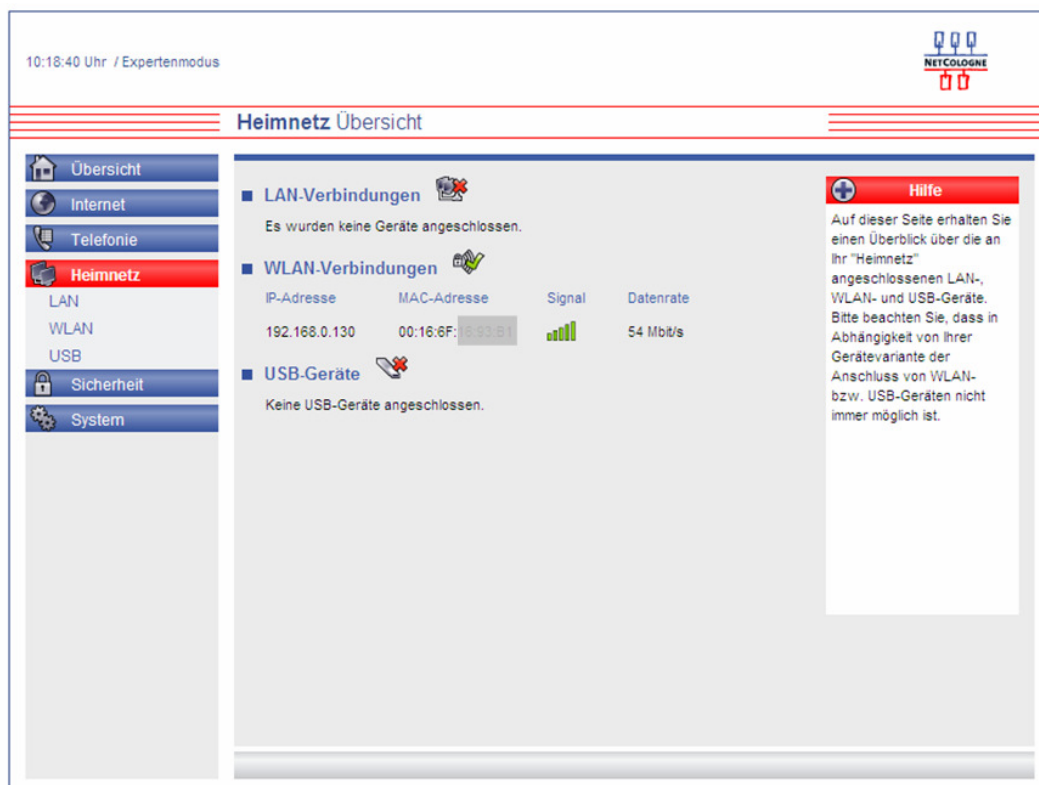 10:18:40 Uhr / Expertenmodus
NETCOLOGNE
Heimnetz Übersicht
Übersicht
Internet
Telefonie
Heimnetz
LAN
WLAN
USB
Sicherheit
System
LAN-Verbindungen
Es wurden keine Geräte angeschlossen.
WLAN-Verbindungen
IP-Adresse MAC-Adresse Signal Datenrate
192.168.0.130 00:16:6F: 54 Mbit/s
USB-Geräte
Keine USB-Geräte angeschlossen.
Hilfe
Auf dieser Seite erhalten Sie
einen Überblick über die an
Ihr "Heimnetz"
angeschlossenen LAN-,
WLAN- und USB-Geräte.
Bitte beachten Sie, dass in
Abhängigkeit von Ihrer
Gerätevariante der
Anschluss von WLAN-
bzw. USB-Geräten nicht
immer möglich ist.